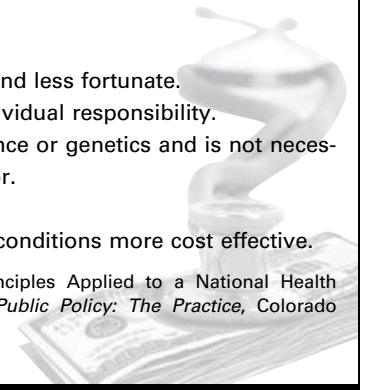 nd less fortunate.
vidual responsibility.
nce or genetics and is not neces-
or.
conditions more cost effective.
nciples Applied to a National Health
Public Policy: The Practice, Colorado